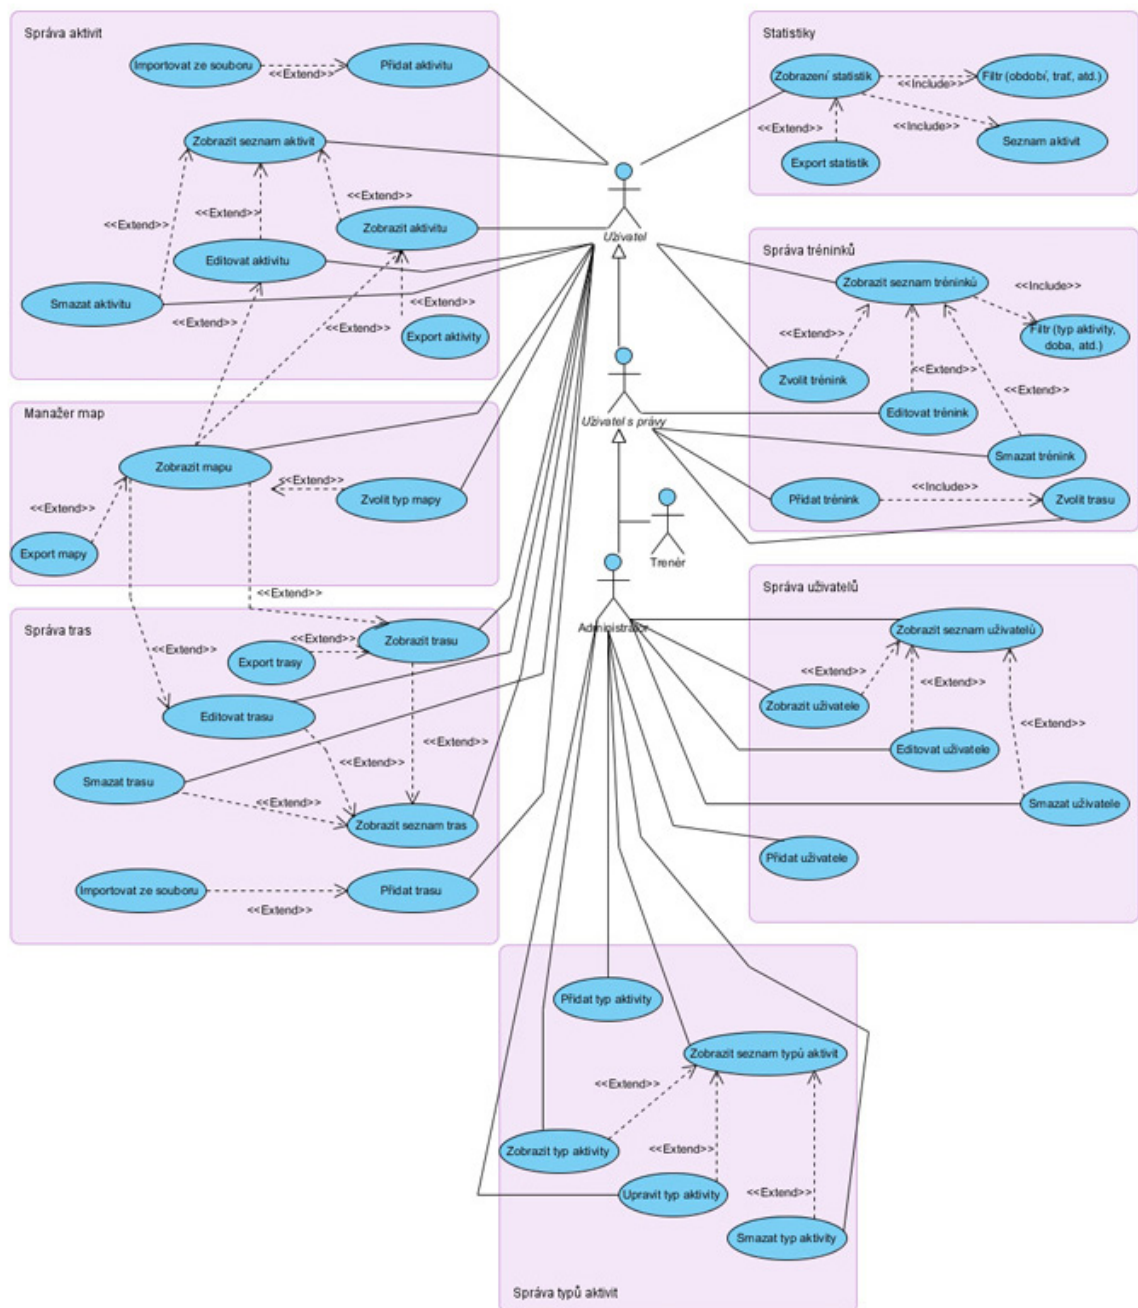 Správa aktivit
Importovat ze souboru
<<Extend>>
Přidat aktivitu
Zobrazit seznam aktivit
<<Extend>>
<<Extend>>
<<Extend>>
Zobrazit aktivitu
Editovat aktivitu
Smazat aktivitu
<<Extend>>
<<Extend>>
<<Extend>>
Export aktivity
Manažer map
Zobrazit mapu
<<Extend>>
Zvolit typ mapy
<<Extend>>
Export mapy
<<Extend>>
<<Extend>>
Správa tras
Zobrazit trasu
<<Extend>>
Export trasy
Editovat trasu
<<Extend>>
<<Extend>>
Smazat trasu
<<Extend>>
Zobrazit seznam tras
Importovat ze souboru
<<Extend>>
Přidat trasu
Uživatel
Uživatel s právy
Trenér
Administrátor
Statistiky
Zobrazení statistik
<<Include>>
Filtr (období, trať, atd.)
<<Extend>>
<<Include>>
Seznam aktivit
Export statistik
Správa tréninků
Zobrazit seznam tréninků
<<Include>>
Filtr (typ aktivity,
doba, atd.)
<<Extend>>
Zvolit trénink
<<Extend>>
<<Extend>>
Editovat trénink
Smazat trénink
Přidat trénink
<<Include>>
Zvolit trasu
Správa uživatelů
Zobrazit seznam uživatelů
<<Extend>>
<<Extend>>
Zobrazit uživatele
<<Extend>>
Editovat uživatele
Smazat uživatele
Přidat uživatele
Přidat typ aktivity
Zobrazit seznam typů aktivit
<<Extend>>
Zobrazit typ aktivity
<<Extend>>
Upravit typ aktivity
<<Extend>>
Smazat typ aktivity
Správa typů aktivit